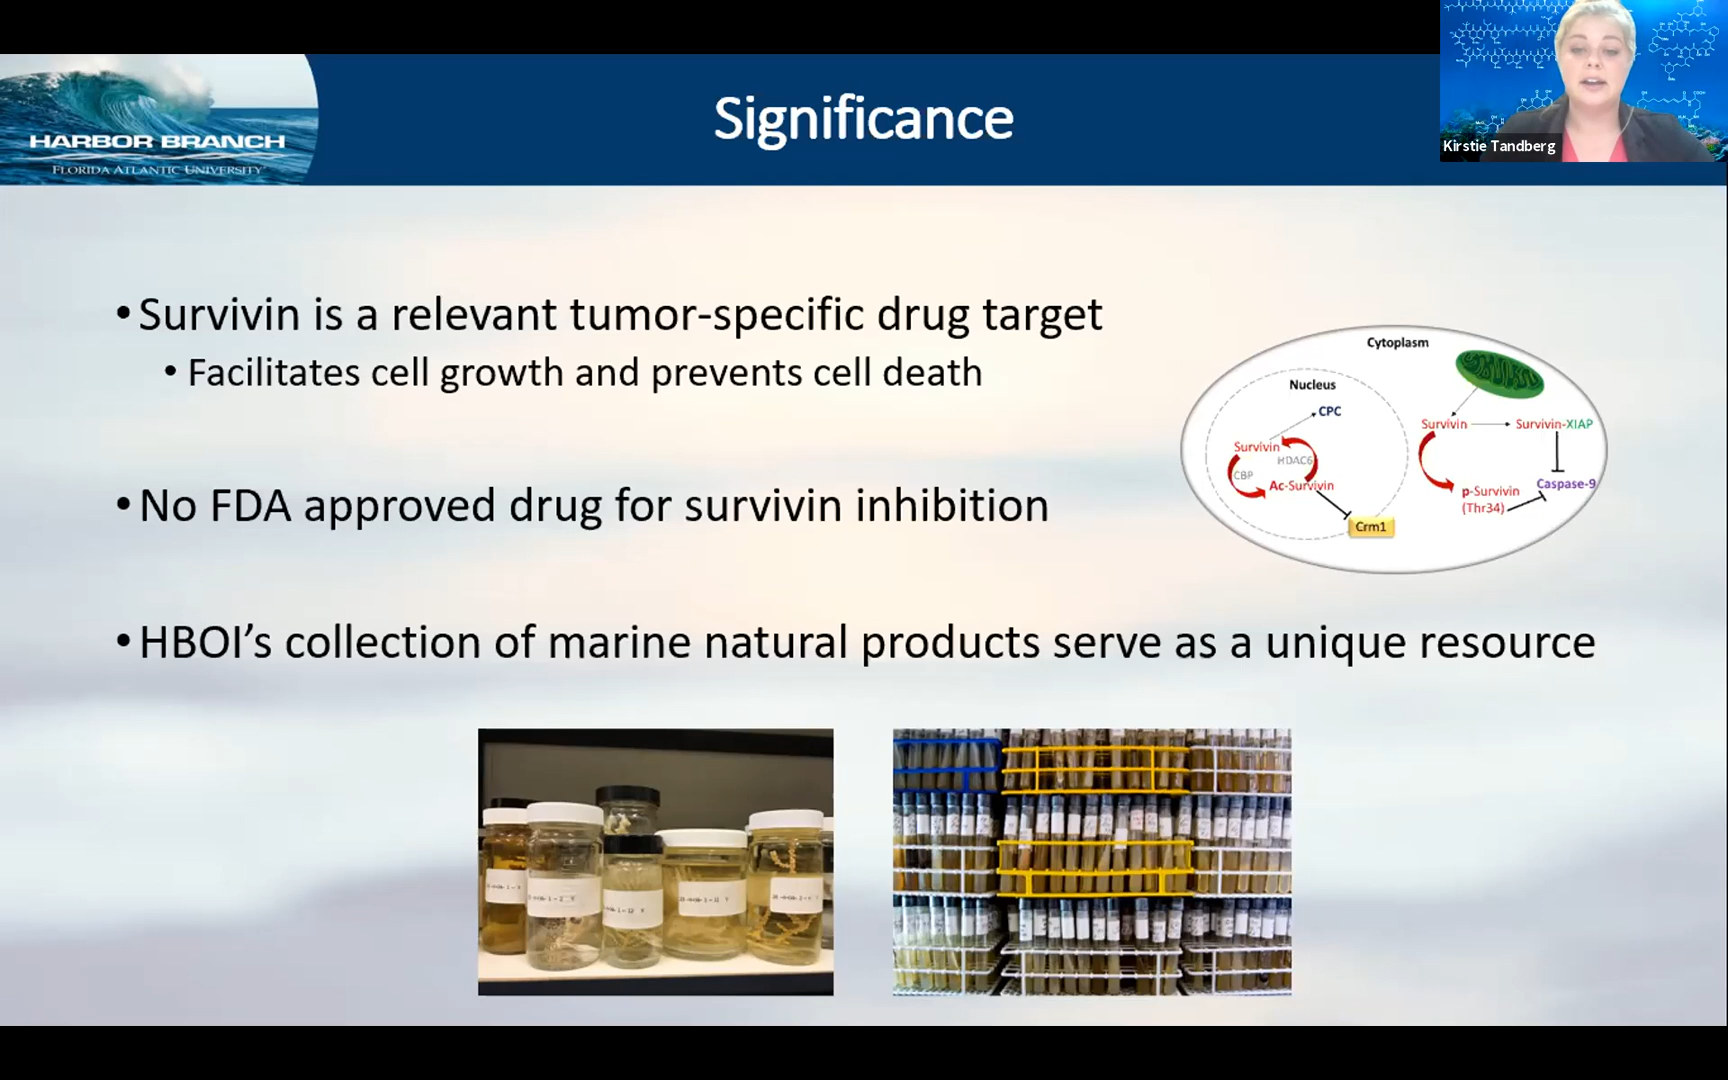 HARBOR BRANCH
FLORIDA ATLANTIC UNIVERSITY
Significance
Kirstie Tandberg
• Survivin is a relevant tumor-specific drug target
• Facilitates cell growth and prevents cell death
• No FDA approved drug for survivin inhibition
• HBOI’s collection of marine natural products serve as a unique resource
Cytoplasm
Nucleus
CPC
Survivin
HDAC6
CBP
Ac-Survivin
Crm1
Survivin
Survivin-XIAP
Caspase-9
p-Survivin
(Thr34)